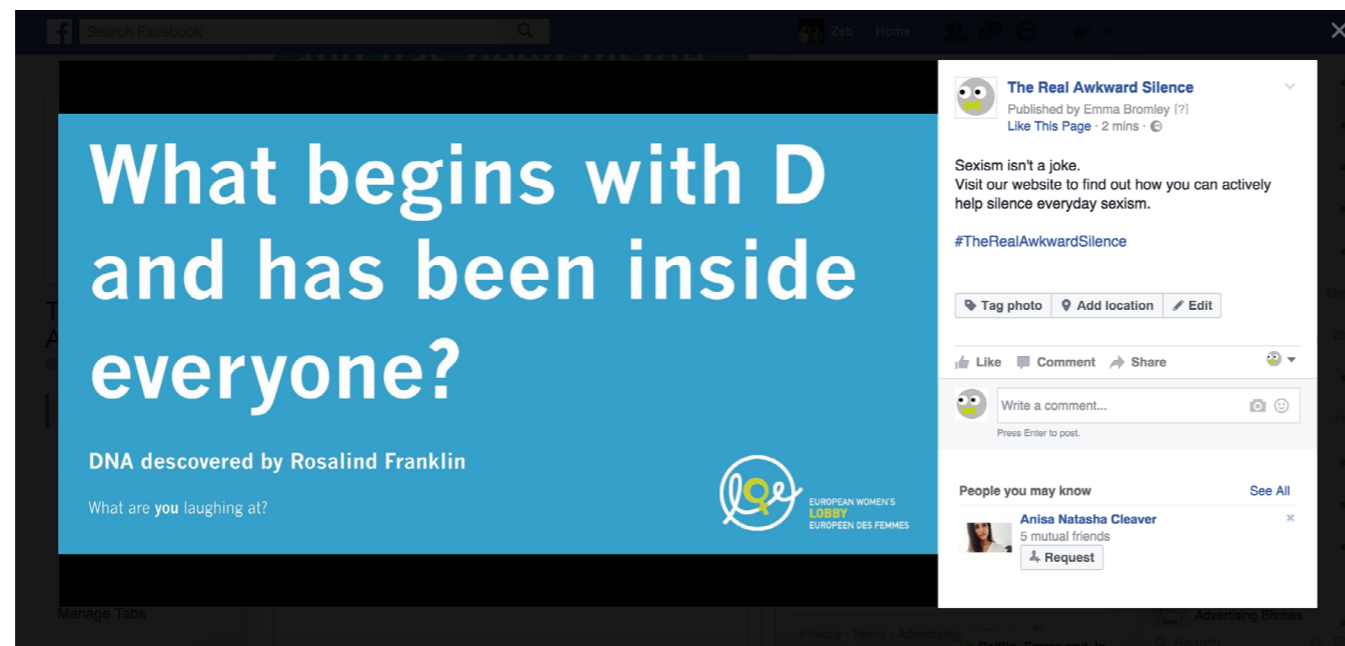 Search Facebook
Zeb Home
What begins with D
and has been inside
everyone?
DNA descovered by Rosalind Franklin
What are you laughing at?
lqe
EUROPEAN WOMEN'S
LOBBY
EUROPEEN DES FEMMES
The Real Awkward Silence
Published by Emma Bromley [?]
Like This Page · 2 mins ·
Sexism isn't a joke.
Visit our website to find out how you can actively
help silence everyday sexism.
#TheRealAwkwardSilence
Tag photo Add location Edit
Like Comment Share
Write a comment...
Press Enter to post.
People you may know See All
Anisa Natasha Cleaver
5 mutual friends
Request
Manage Tabs
Privacy · Terms · Advertising
Advertising Bitches
Search